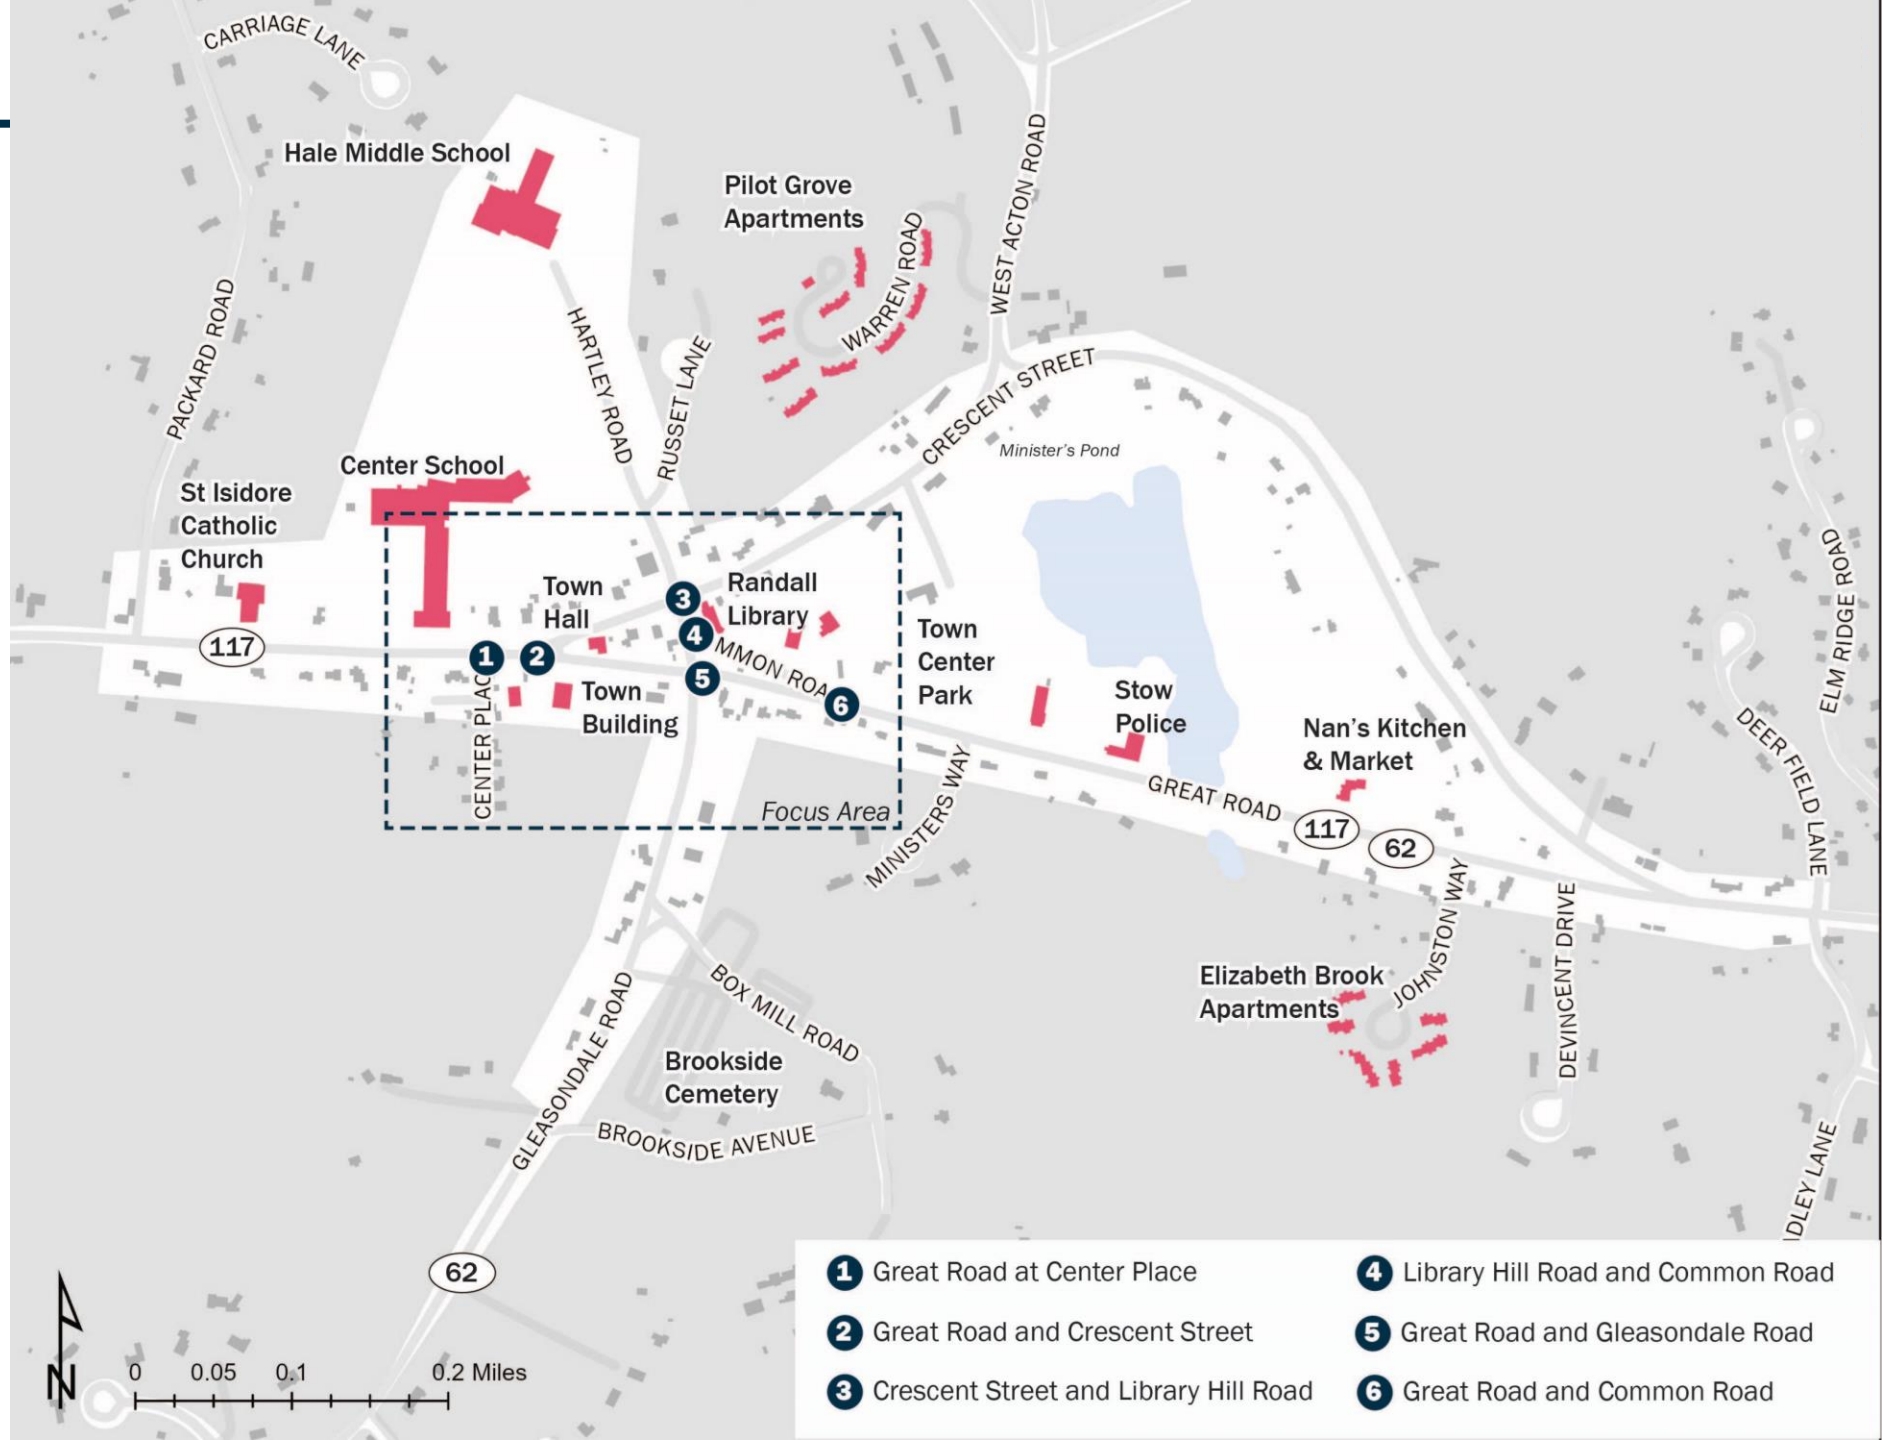 CARRIAGE LANE
Hale Middle School
Pilot Grove
Apartments
WEST ACTON ROAD
WARREN ROAD
PACKARD ROAD
HARTLEY ROAD
RUSSET LANE
CRESCENT STREET
Minister's Pond
Center School
St Isidore
Catholic
Church
Town
Hall
Randall
Library
3
4
MMON ROA
117
1
2
5
6
Town
Center
Park
Town
Building
CENTER PLAC
Stow
Police
Nan's Kitchen
& Market
ELM RIDGE ROAD
DEER FIELD LANE
Focus Area
MINISTERS WAY
GREAT ROAD
117
62
JOHNSTON WAY
DEVINCENT DRIVE
Elizabeth Brook
Apartments
BOX MILL ROAD
GLEASONDALE ROAD
Brookside
Cemetery
BROOKSIDE AVENUE
DLEY LANE
62
N
0 0.05 0.1 0.2 Miles
1 Great Road at Center Place
2 Great Road and Crescent Street
3 Crescent Street and Library Hill Road
4 Library Hill Road and Common Road
5 Great Road and Gleasondale Road
6 Great Road and Common Road